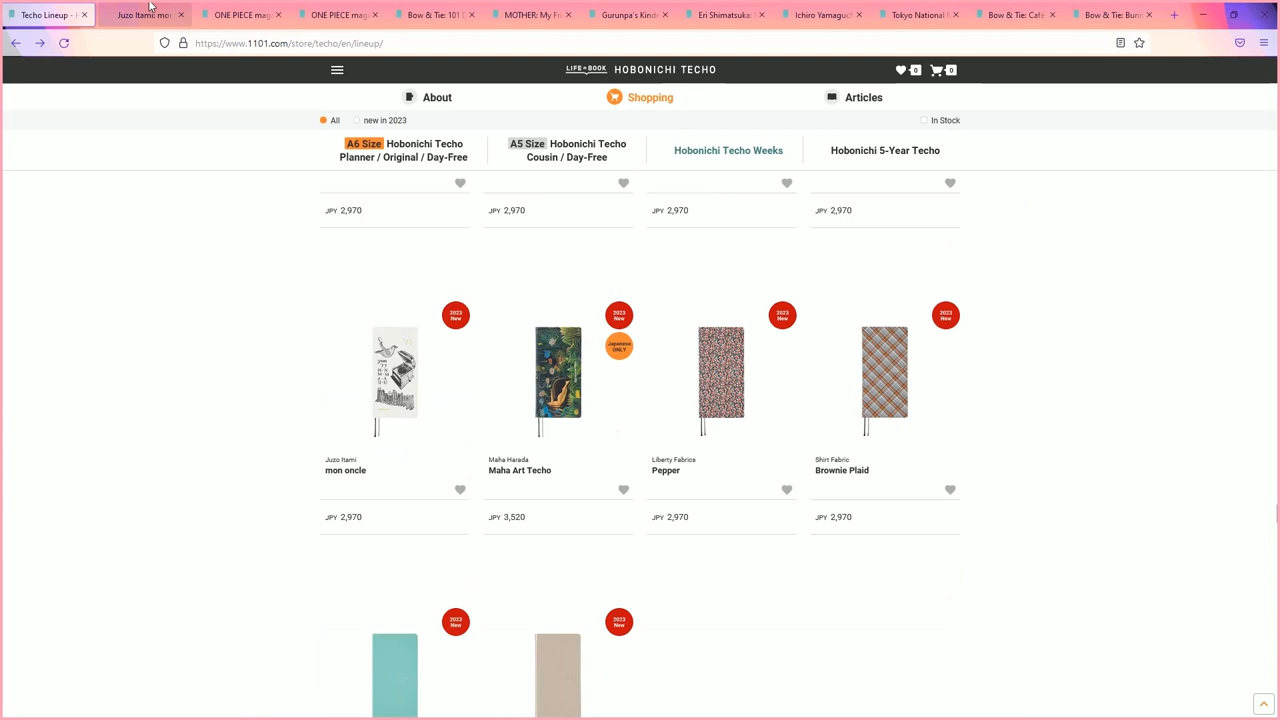 Techo Lineup -
Juzo Itami: mo
ONE PIECE mag
ONE PIECE mag
Bow & Tie: 101 D
MOTHER: My Fr
Gurunpa's Kinde
Eri Shimatsuka:
Ichiro Yamaguc
Tokyo National
Bow & Tie: Café
Bow & Tie: Bun
https://www.1101.com/store/techo/en/lineup/
LIFE BOOK HOBONICHI TECHO
0
0
About
Shopping
Articles
All
new in 2023
In Stock
A6 Size Hobonichi Techo
Planner / Original / Day-Free
A5 Size Hobonichi Techo
Cousin / Day-Free
Hobonichi Techo Weeks
Hobonichi 5-Year Techo
JPY 2,970
JPY 2,970
JPY 2,970
JPY 2,970
2023
New
2023
New
Japanese
ONLY
2023
New
2023
New
Juzo Itami
mon oncle
Maha Harada
Maha Art Techo
Liberty Fabrics
Pepper
Shirt Fabric
Brownie Plaid
JPY 2,970
JPY 3,520
JPY 2,970
JPY 2,970
2023
New
2023
New